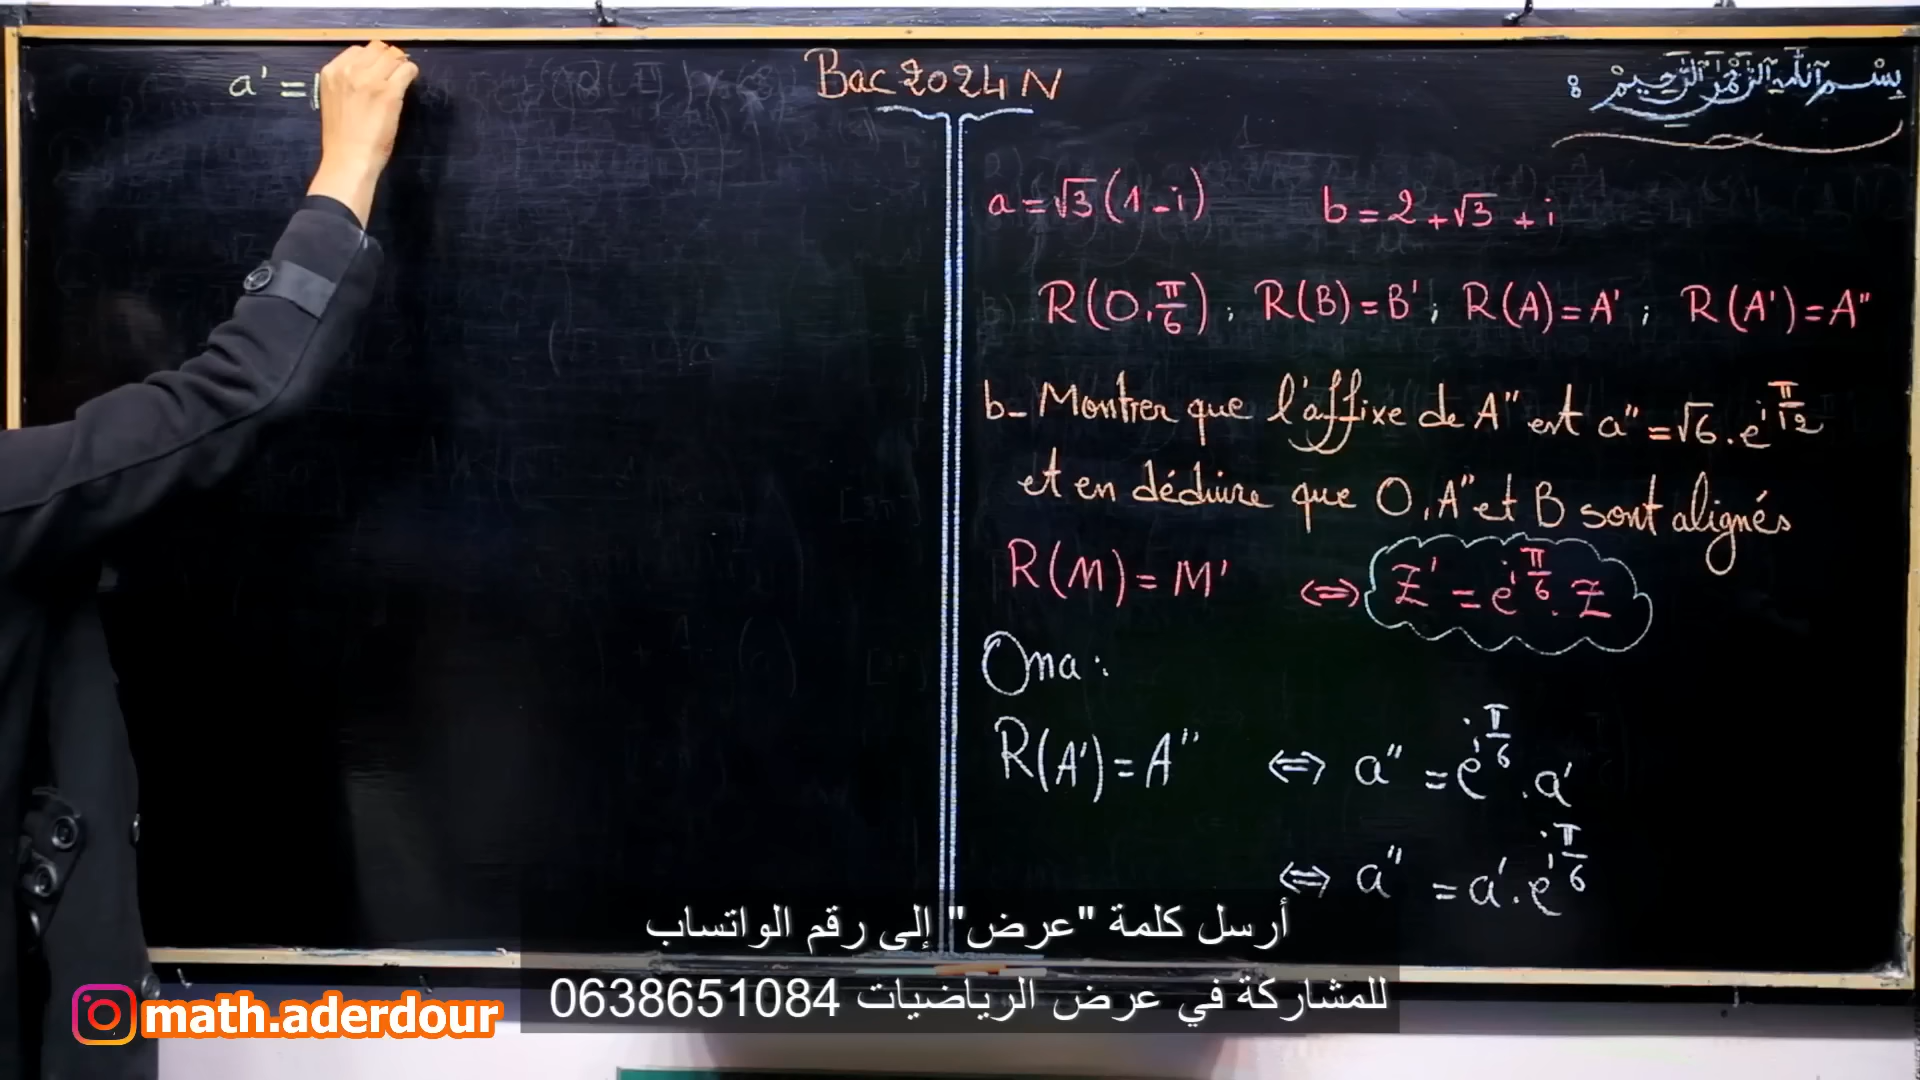 Bac 2024 N
بسم الله الرحمن الرحيم :
a' =
a = √3 (1 - i)    b = 2 + √3 + i
R(O, π/6) ; R(B) = B' ; R(A) = A' ; R(A') = A"
b- Montrer que l'affixe de A" est a" = √6 . e^(iπ/12)
et en déduire que O, A" et B sont alignés
R(M) = M' ⇔ Z' = e^(iπ/6) . Z
On a :
R(A') = A" ⇔ a" = e^(iπ/6) . a'
⇔ a" = a' . e^(iπ/6)
أرسل كلمة "عرض" إلى رقم الواتساب
للمشاركة في عرض الرياضيات 0638651084
math.aderdour